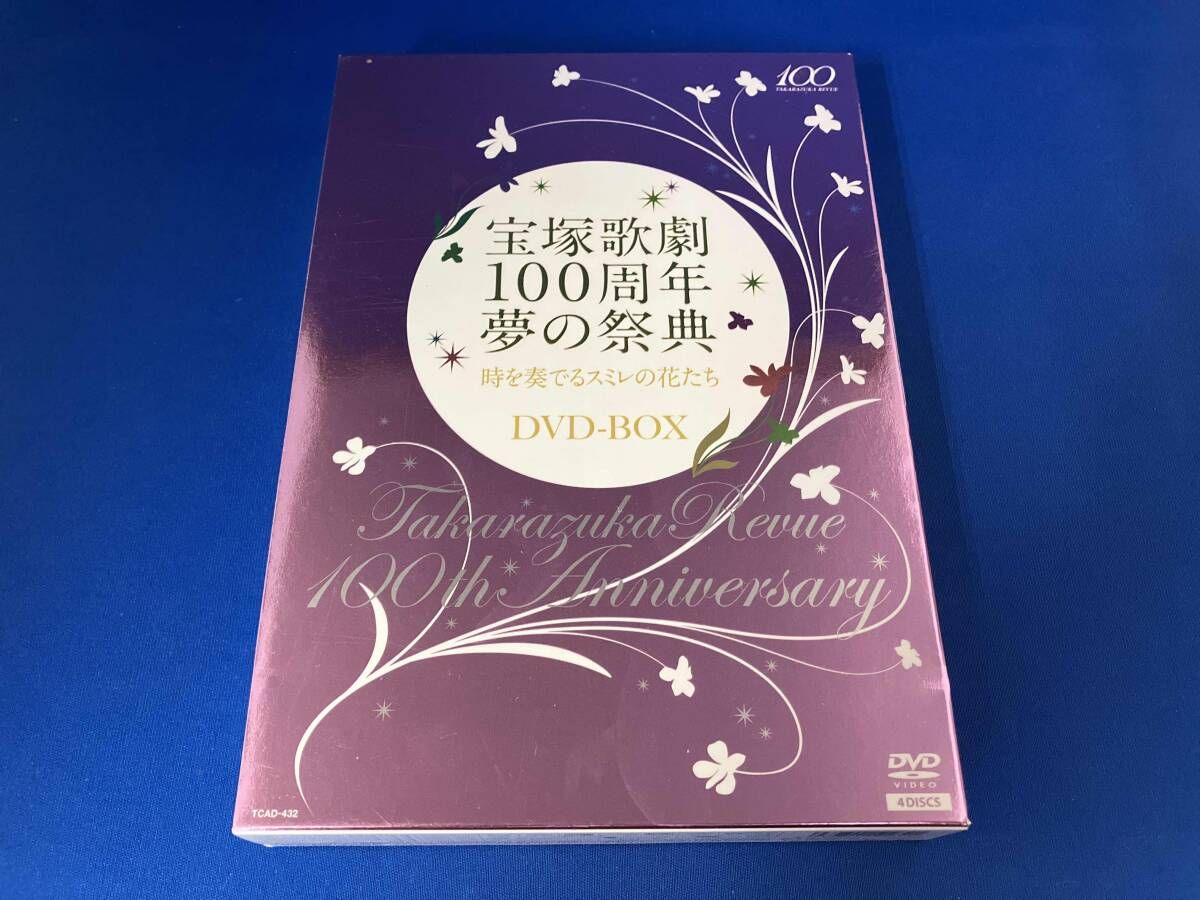 100
TAKARAZUKA REVUE
宝塚歌劇
100周年
夢の祭典
時を奏でるスミレの花たち
DVD-BOX
Takarazuka Revue
100th Anniversary
DVD
VIDEO
4DISCS
TCAD-432